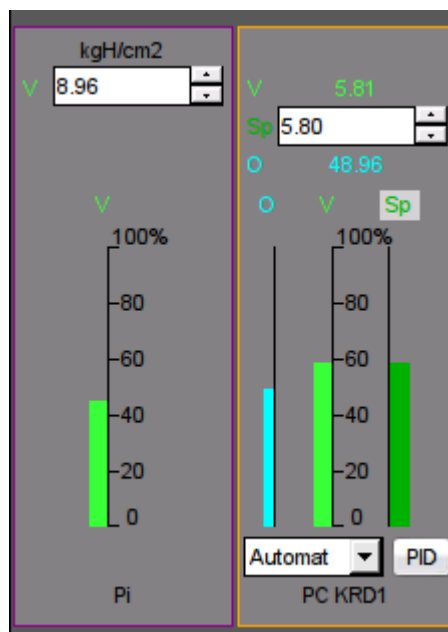 kgH/cm2
V 8.96
V
100%
80
60
40
20
0
Pi
V 5.81
Sp 5.80
O 48.96
O V Sp
100%
80
60
40
20
0
Automat PID
PC KRD1